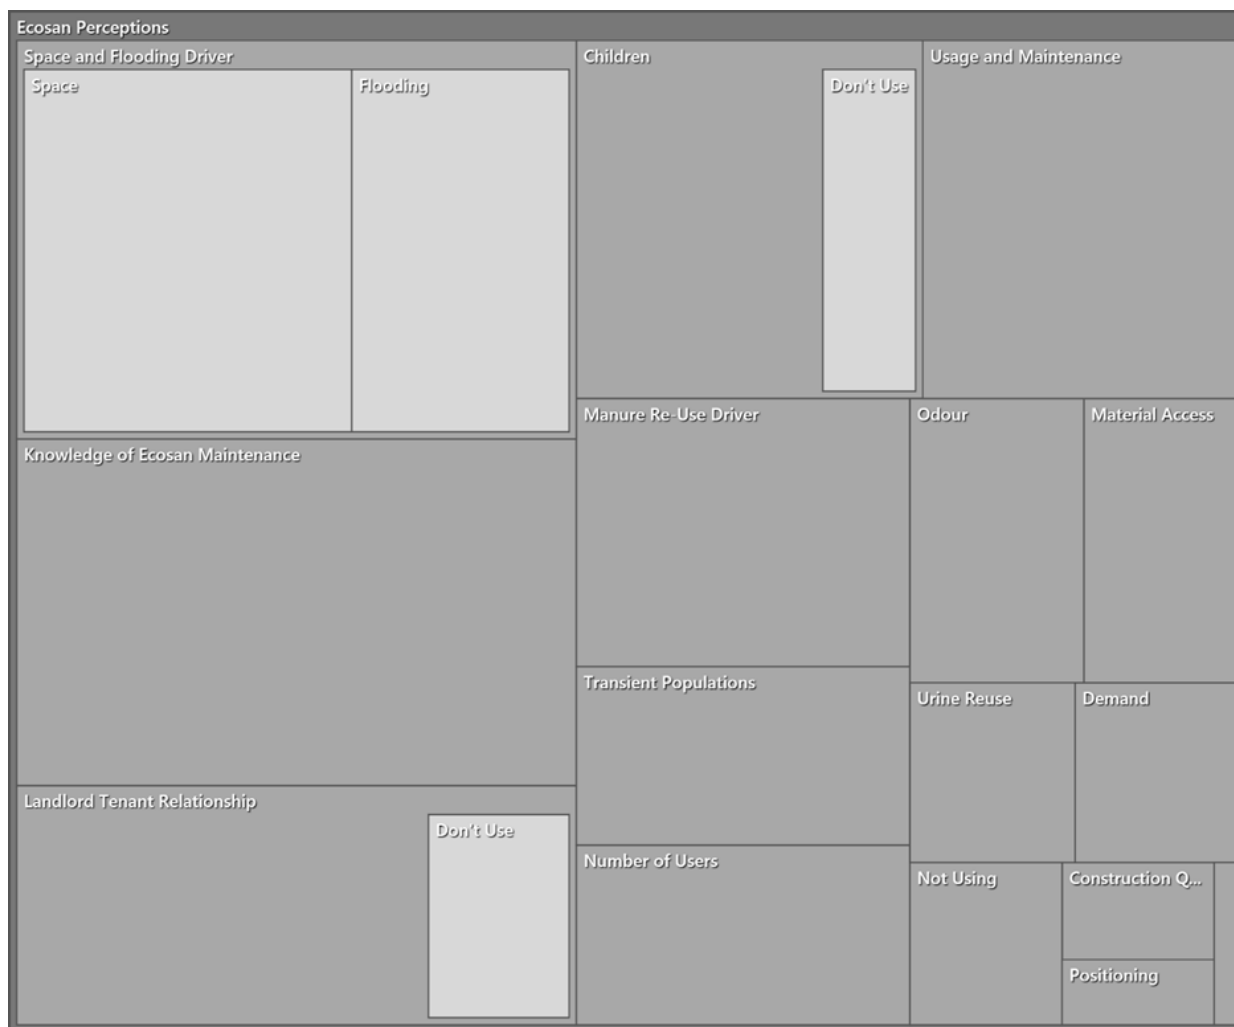 Ecosan Perceptions
Space and Flooding Driver
Space
Flooding
Children
Don't Use
Usage and Maintenance
Knowledge of Ecosan Maintenance
Manure Re-Use Driver
Odour
Material Access
Transient Populations
Urine Reuse
Demand
Landlord Tenant Relationship
Don't Use
Number of Users
Not Using
Construction Q...
Positioning